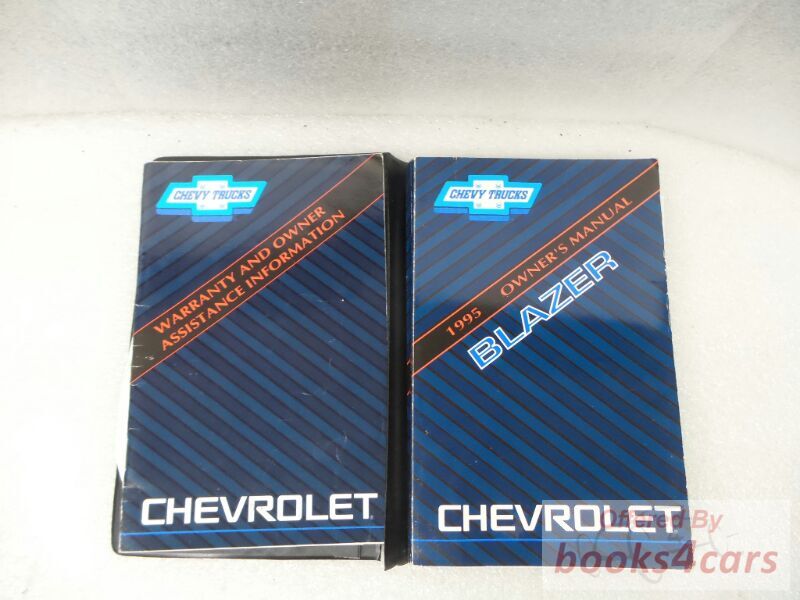 CHEVY TRUCKS
WARRANTY AND OWNER
ASSISTANCE INFORMATION
CHEVROLET
CHEVY TRUCKS
1995 OWNER'S MANUAL
BLAZER
CHEVROLET
Offered By
books4cars